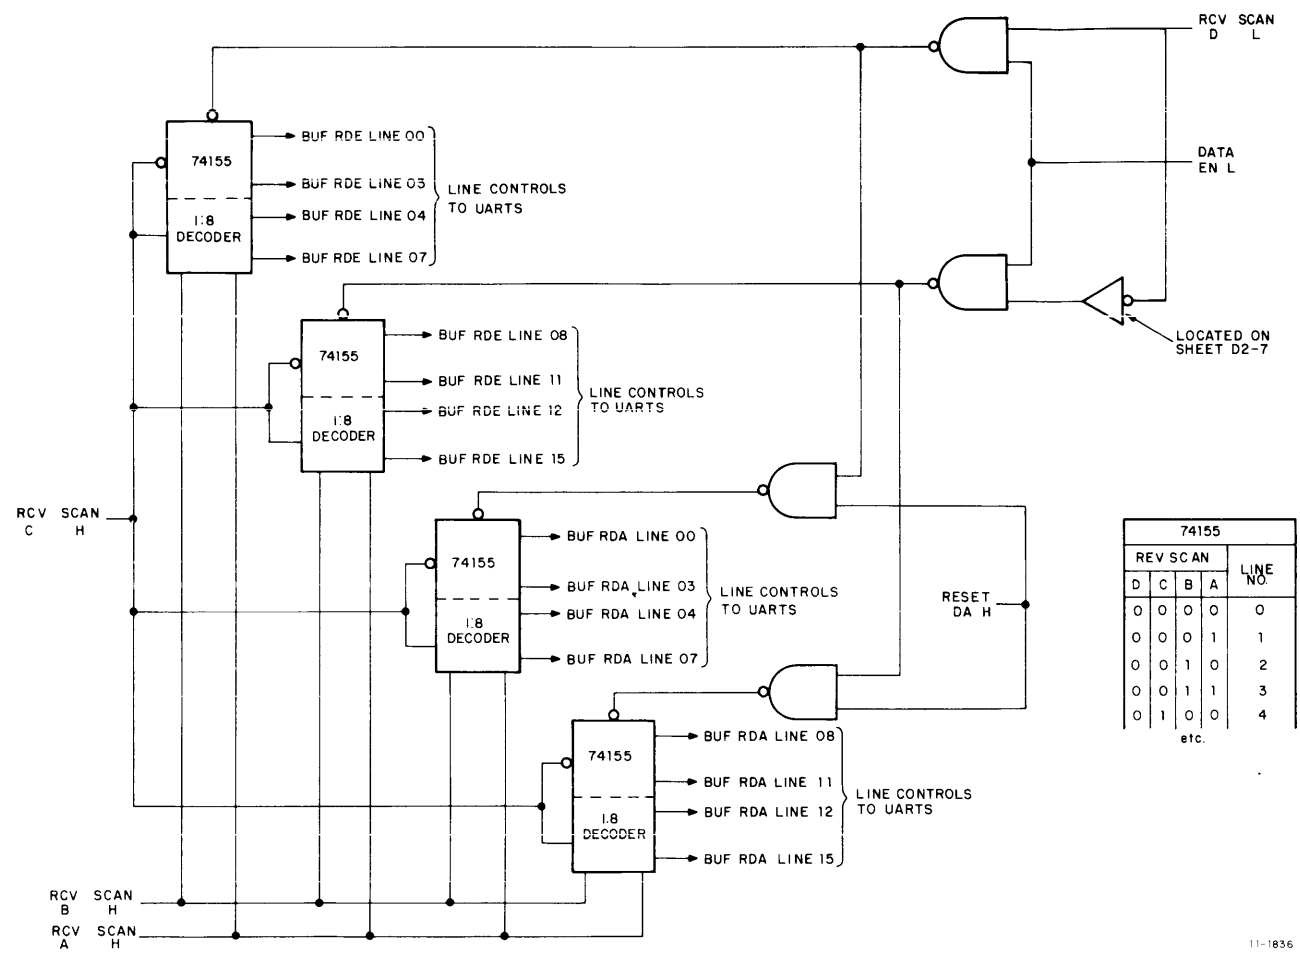 RCV SCAN
D L
DATA
EN L
LOCATED ON
SHEET D2-7
74155
1:8
DECODER
BUF RDE LINE 00
BUF RDE LINE 03
BUF RDE LINE 04
BUF RDE LINE 07
LINE CONTROLS
TO UARTS
74155
1:8
DECODER
BUF RDE LINE 08
BUF RDE LINE 11
BUF RDE LINE 12
BUF RDE LINE 15
LINE CONTROLS
TO UARTS
RCV SCAN
C H
74155
1:8
DECODER
BUF RDA LINE 00
BUF RDA LINE 03
BUF RDA LINE 04
BUF RDA LINE 07
LINE CONTROLS
TO UARTS
RESET
DA H
74155
1.8
DECODER
BUF RDA LINE 08
BUF RDA LINE 11
BUF RDA LINE 12
BUF RDA LINE 15
LINE CONTROLS
TO UARTS
74155
REV SCAN
LINE
NO.
D C B A
0 0 0 0 0
0 0 0 1 1
0 0 1 0 2
0 0 1 1 3
0 1 0 0 4
etc.
RCV SCAN
B H
RCV SCAN
A H
11-1836